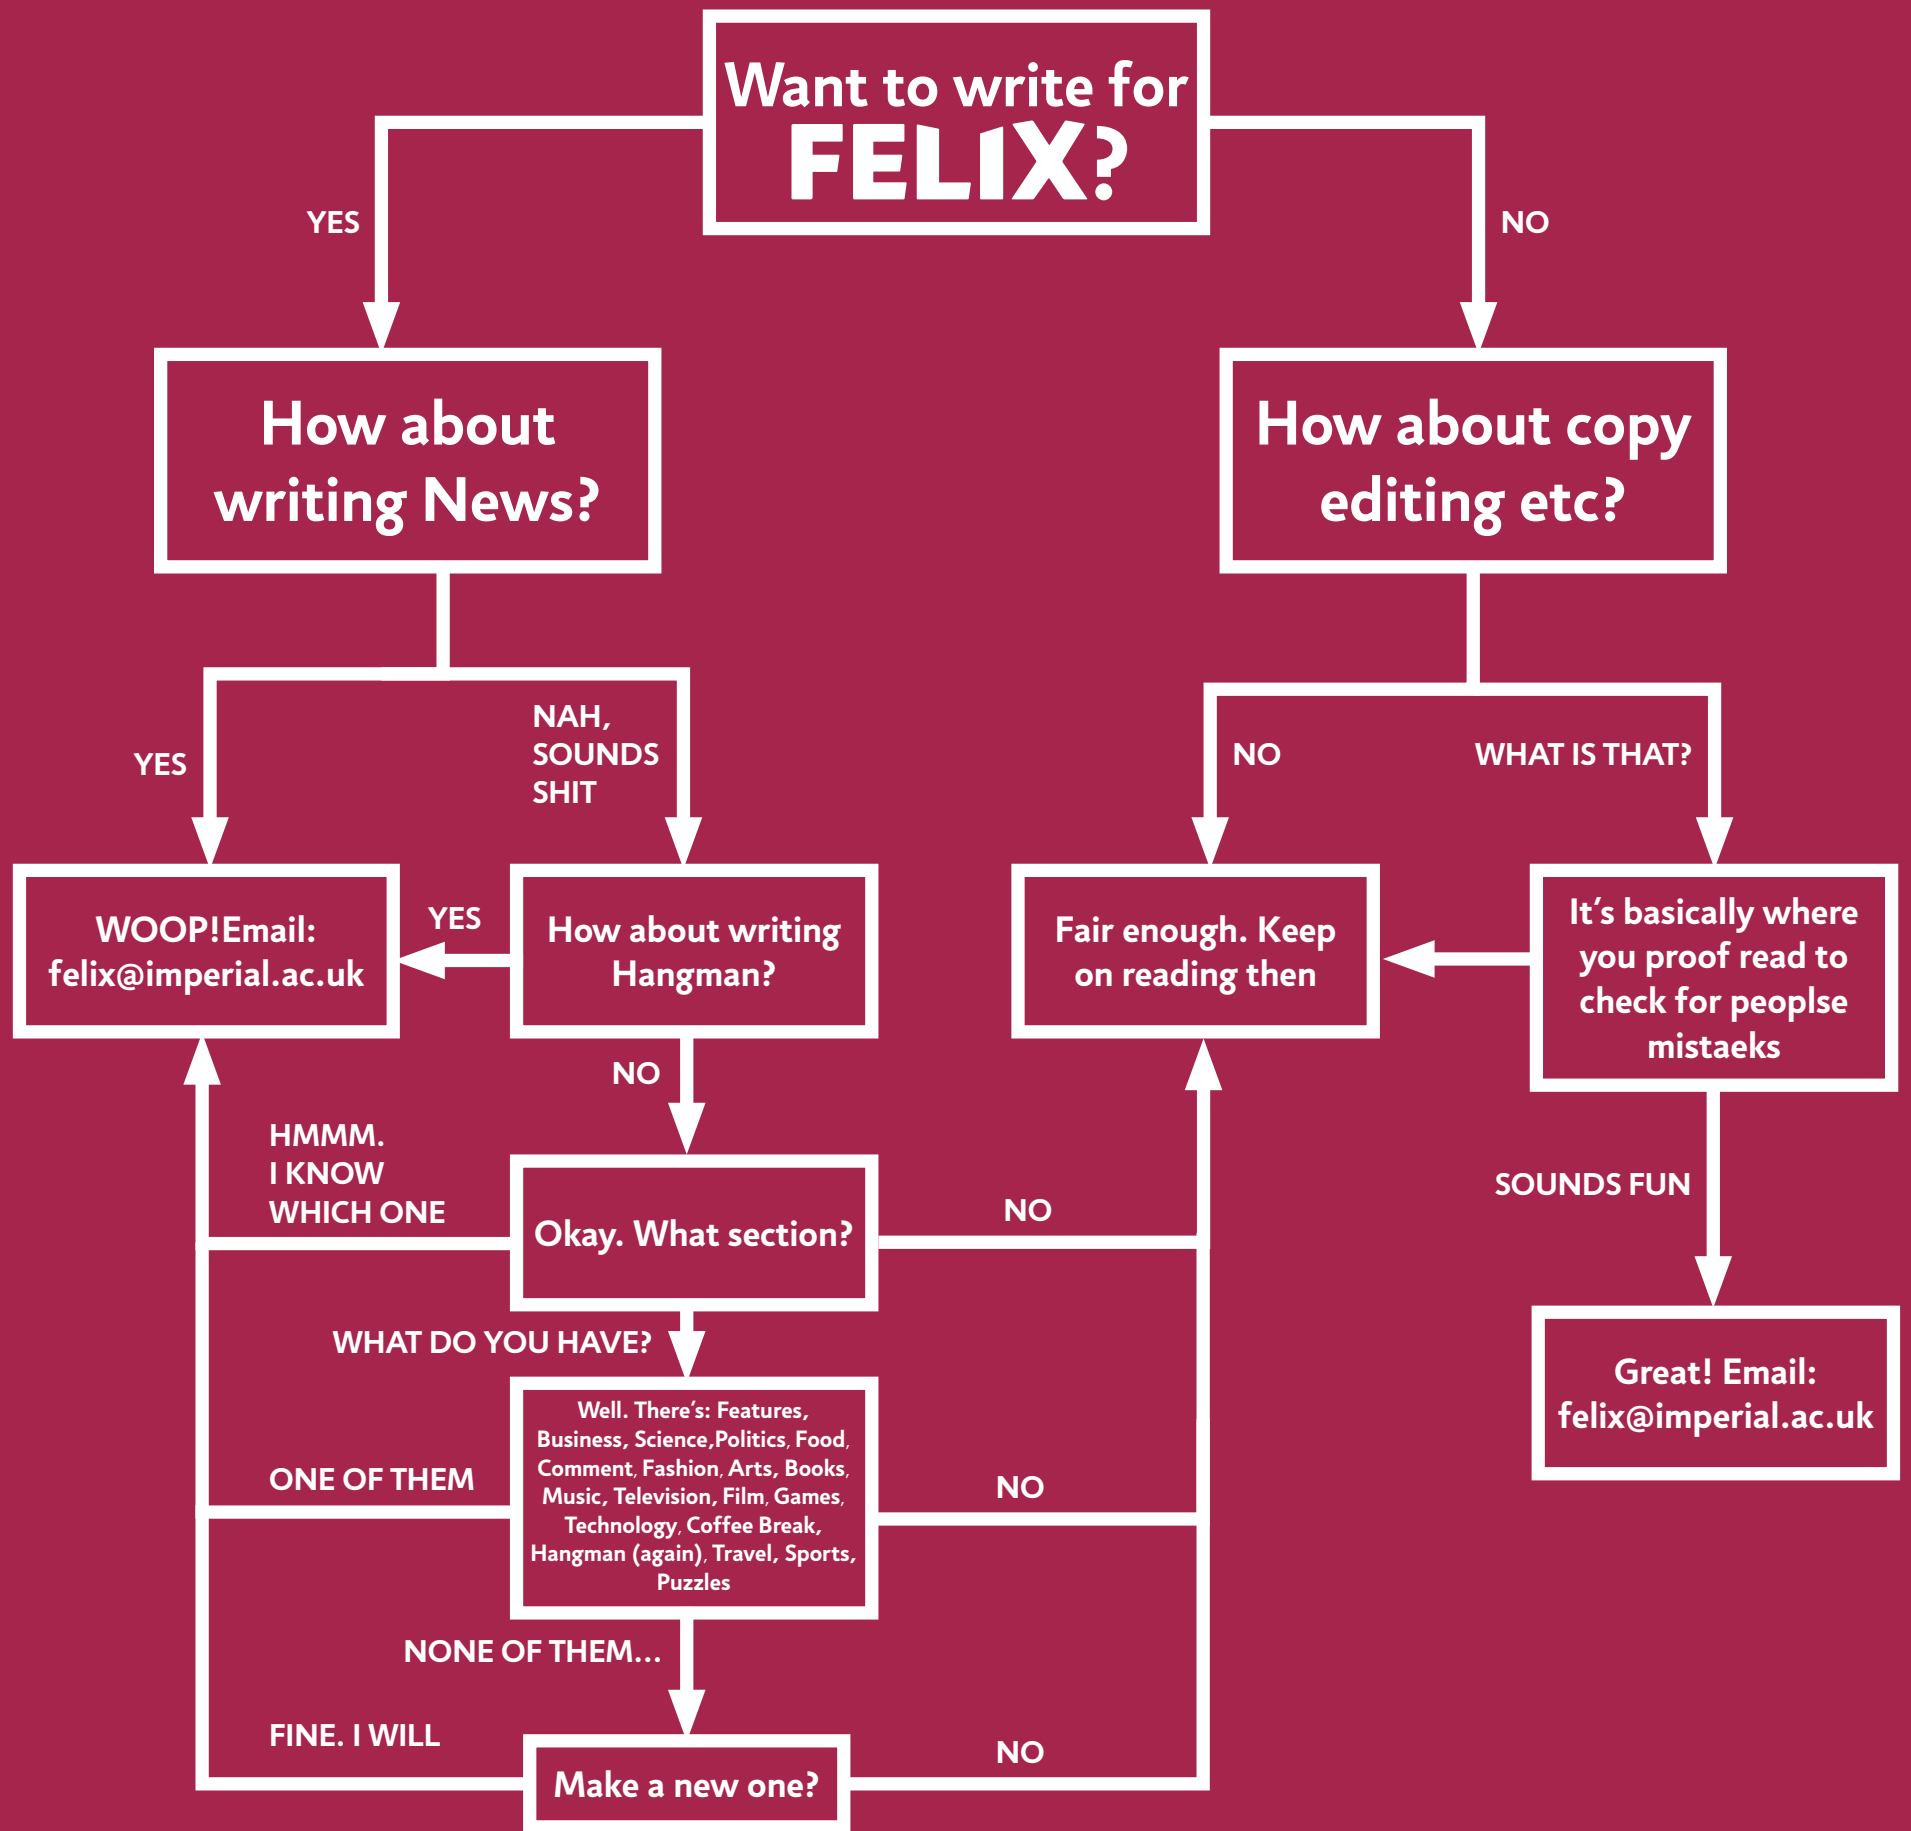 Want to write for
FELIX?
YES
NO
How about
writing News?
How about copy
editing etc?
YES
NAH,
SOUNDS
SHIT
NO
WHAT IS THAT?
WOOP!Email:
felix@imperial.ac.uk
YES
How about writing
Hangman?
Fair enough. Keep
on reading then
It's basically where
you proof read to
check for peoplse
mistaeks
NO
HMMM.
I KNOW
WHICH ONE
Okay. What section?
NO
SOUNDS FUN
WHAT DO YOU HAVE?
Great! Email:
felix@imperial.ac.uk
Well. There's: Features,
Business, Science,Politics, Food,
Comment, Fashion, Arts, Books,
Music, Television, Film, Games,
Technology, Coffee Break,
Hangman (again), Travel, Sports,
Puzzles
ONE OF THEM
NO
NONE OF THEM...
FINE. I WILL
Make a new one?
NO